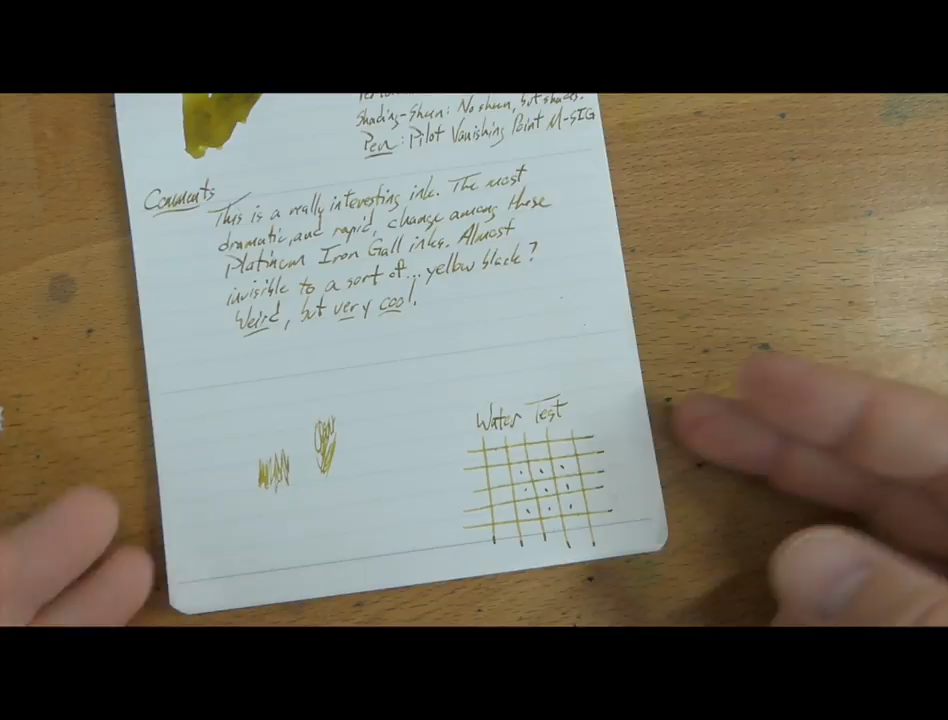 Shading-Sheen: No sheen, but shades.
Pen: Pilot Vanishing Point M-SIG
Comments
This is a really interesting ink. The most
dramatic, and rapid, change among these
Platinum Iron Gall inks. Almost
invisible to a sort of... yellow black?
Weird, but very cool.
Water Test